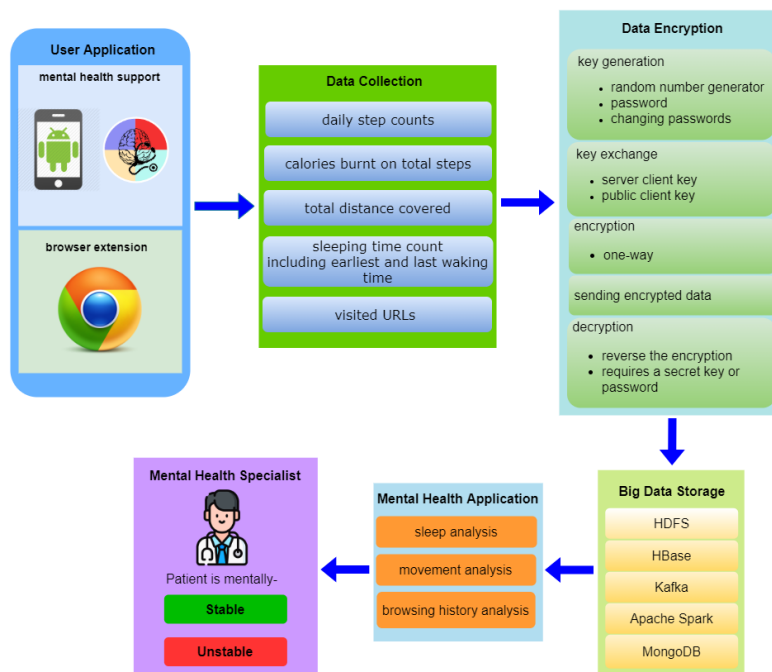 User Application
mental health support
browser extension
Data Collection
daily step counts
calories burnt on total steps
total distance covered
sleeping time count
including earliest and last waking
time
visited URLs
Data Encryption
key generation
random number generator
password
changing passwords
key exchange
server client key
public client key
encryption
one-way
sending encrypted data
decryption
reverse the encryption
requires a secret key or
password
Big Data Storage
HDFS
HBase
Kafka
Apache Spark
MongoDB
Mental Health Application
sleep analysis
movement analysis
browsing history analysis
Mental Health Specialist
Patient is mentally-
Stable
Unstable